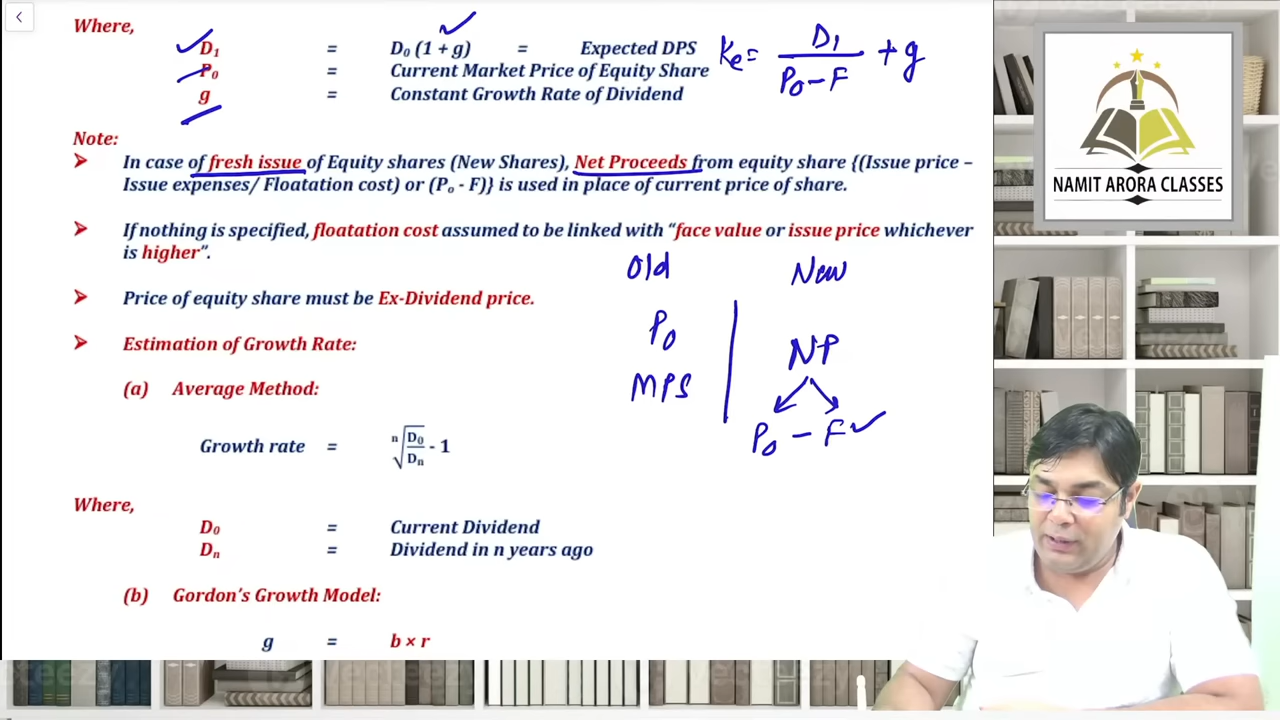 Where,
D₁ = D₀ (1 + g) = Expected DPS
P₀ = Current Market Price of Equity Share
g = Constant Growth Rate of Dividend
Ke = D₁ / P₀ – F + g
NAMIT ARORA CLASSES
Note:
➤ In case of fresh issue of Equity shares (New Shares), Net Proceeds from equity share {(Issue price –
Issue expenses/ Floatation cost) or (P₀ - F)} is used in place of current price of share.
➤ If nothing is specified, floatation cost assumed to be linked with “face value or issue price whichever
is higher”.
Old New
➤ Price of equity share must be Ex-Dividend price.
P₀ NP
➤ Estimation of Growth Rate:
(a) Average Method:
MPS
P₀ – F
Growth rate = ⁿ√D₀/Dₙ - 1
Where,
D₀ = Current Dividend
Dₙ = Dividend in n years ago
(b) Gordon’s Growth Model:
g = b × r